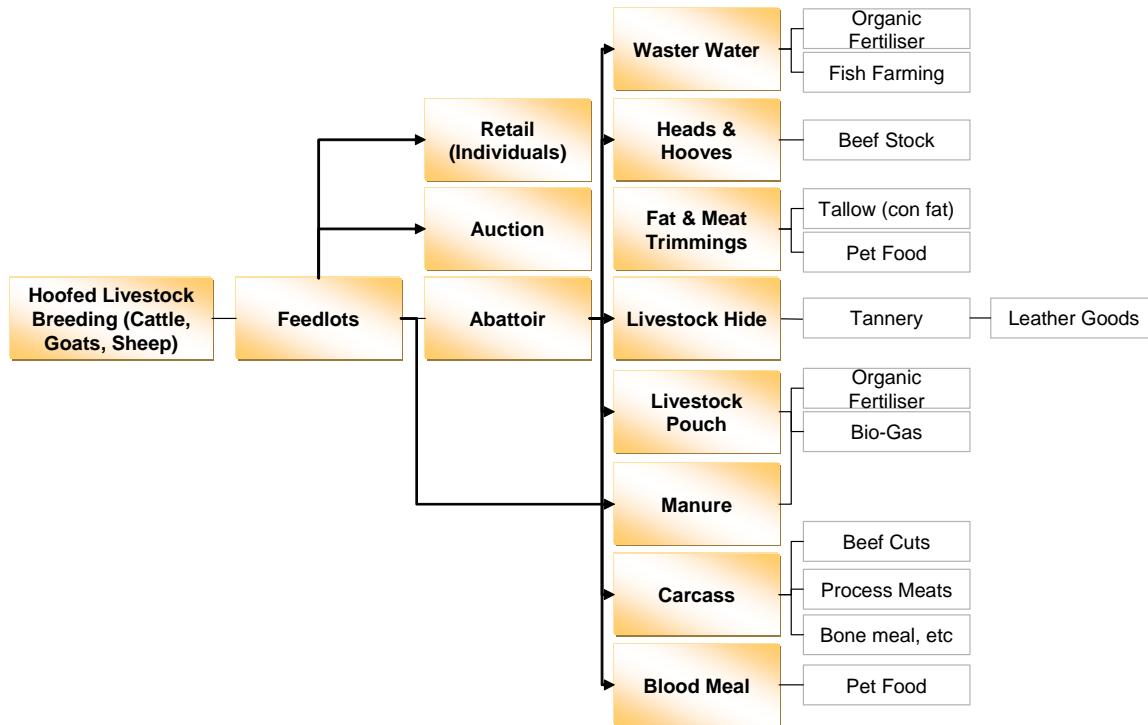 Hoofed Livestock
Breeding (Cattle,
Goats, Sheep)
Feedlots
Retail
(Individuals)
Auction
Abattoir
Waster Water
Organic
Fertiliser
Fish Farming
Heads &
Hooves
Beef Stock
Fat & Meat
Trimmings
Tallow (con fat)
Pet Food
Livestock Hide
Tannery
Leather Goods
Livestock
Pouch
Organic
Fertiliser
Bio-Gas
Manure
Carcass
Beef Cuts
Process Meats
Bone meal, etc
Blood Meal
Pet Food